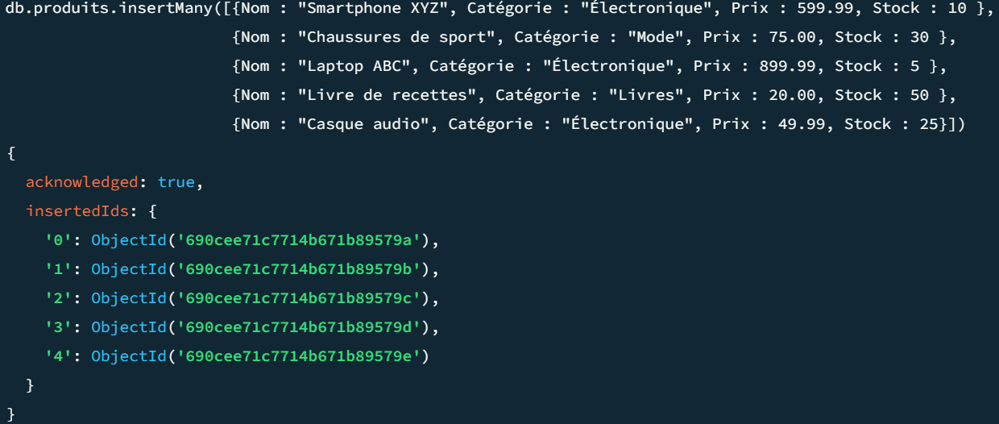 db.produits.insertMany([{Nom : "Smartphone XYZ", Catégorie : "Électronique", Prix : 599.99, Stock : 10 },
{Nom : "Chaussures de sport", Catégorie : "Mode", Prix : 75.00, Stock : 30 },
{Nom : "Laptop ABC", Catégorie : "Électronique", Prix : 899.99, Stock : 5 },
{Nom : "Livre de recettes", Catégorie : "Livres", Prix : 20.00, Stock : 50 },
{Nom : "Casque audio", Catégorie : "Électronique", Prix : 49.99, Stock : 25}])
{
acknowledged: true,
insertedIds: {
'0': ObjectId('690cee71c7714b671b89579a'),
'1': ObjectId('690cee71c7714b671b89579b'),
'2': ObjectId('690cee71c7714b671b89579c'),
'3': ObjectId('690cee71c7714b671b89579d'),
'4': ObjectId('690cee71c7714b671b89579e')
}
}